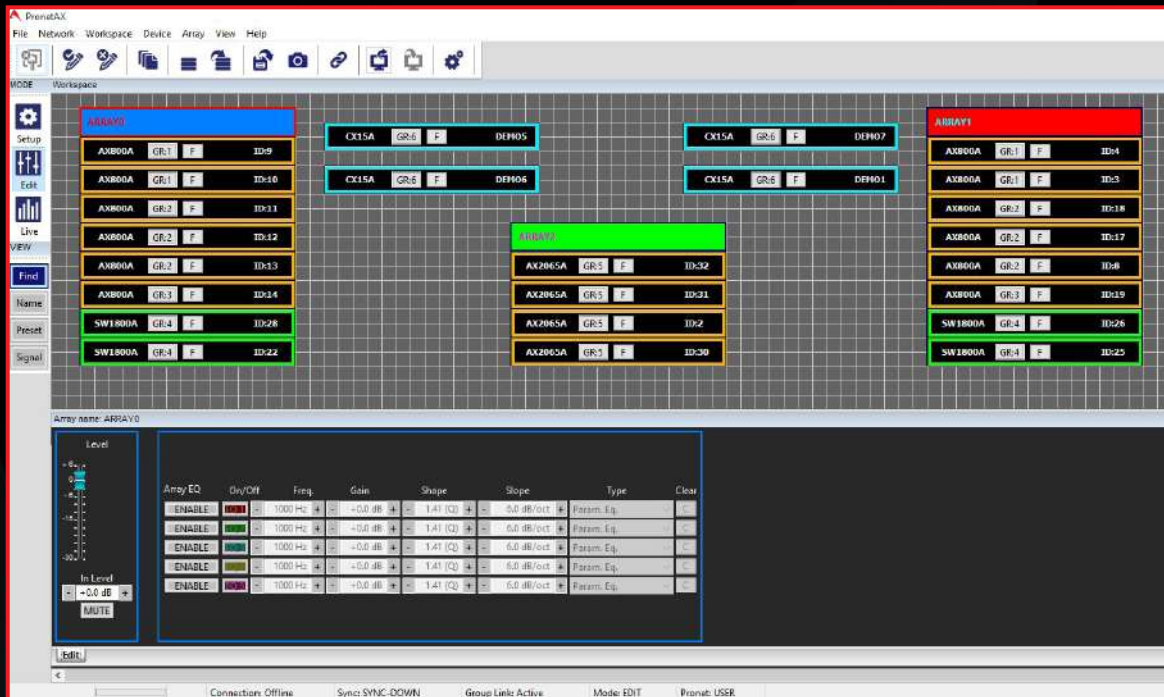 PronetAX
File Network Workspace Device Array View Help
MODE Workspace
Setup
Edit
Live
VIEW
Find
Name
Preset
Signal
ARRAY0
AX800A GR:1 F ID:9
AX800A GR:1 F ID:10
AX800A GR:2 F ID:11
AX800A GR:2 F ID:12
AX800A GR:2 F ID:13
AX800A GR:3 F ID:14
SW1800A GR:4 F ID:28
SW1800A GR:4 F ID:22
CX15A GR:6 F DEMO5
CX15A GR:6 F DEMO6
ARRAY2
AX2065A GR:5 F ID:32
AX2065A GR:5 F ID:31
AX2065A GR:5 F ID:2
AX2065A GR:5 F ID:30
CX15A GR:6 F DEMO7
CX15A GR:6 F DEMO1
ARRAY1
AX800A GR:1 F ID:4
AX800A GR:1 F ID:3
AX800A GR:2 F ID:18
AX800A GR:2 F ID:17
AX800A GR:2 F ID:8
AX800A GR:3 F ID:19
SW1800A GR:4 F ID:26
SW1800A GR:4 F ID:25
Array name: ARRAY0
Level
+6
0
-6
In Level
- +0.0 dB +
MUTE
Array EQ On/Off Freq. Gain Shape Slope Type Clear
ENABLE - 1000 Hz + - +0.0 dB + - 1.41 (Q) + - 6.0 dB/oct + Param. Eq. C
ENABLE - 1000 Hz + - +0.0 dB + - 1.41 (Q) + - 6.0 dB/oct + Param. Eq. C
ENABLE - 1000 Hz + - +0.0 dB + - 1.41 (Q) + - 6.0 dB/oct + Param. Eq. C
ENABLE - 1000 Hz + - +0.0 dB + - 1.41 (Q) + - 6.0 dB/oct + Param. Eq. C
ENABLE - 1000 Hz + - +0.0 dB + - 1.41 (Q) + - 6.0 dB/oct + Param. Eq. C
Edit
Connection: Offline Sync: SYNC-DOWN Group Link: Active Mode: EDIT Pronet: USER